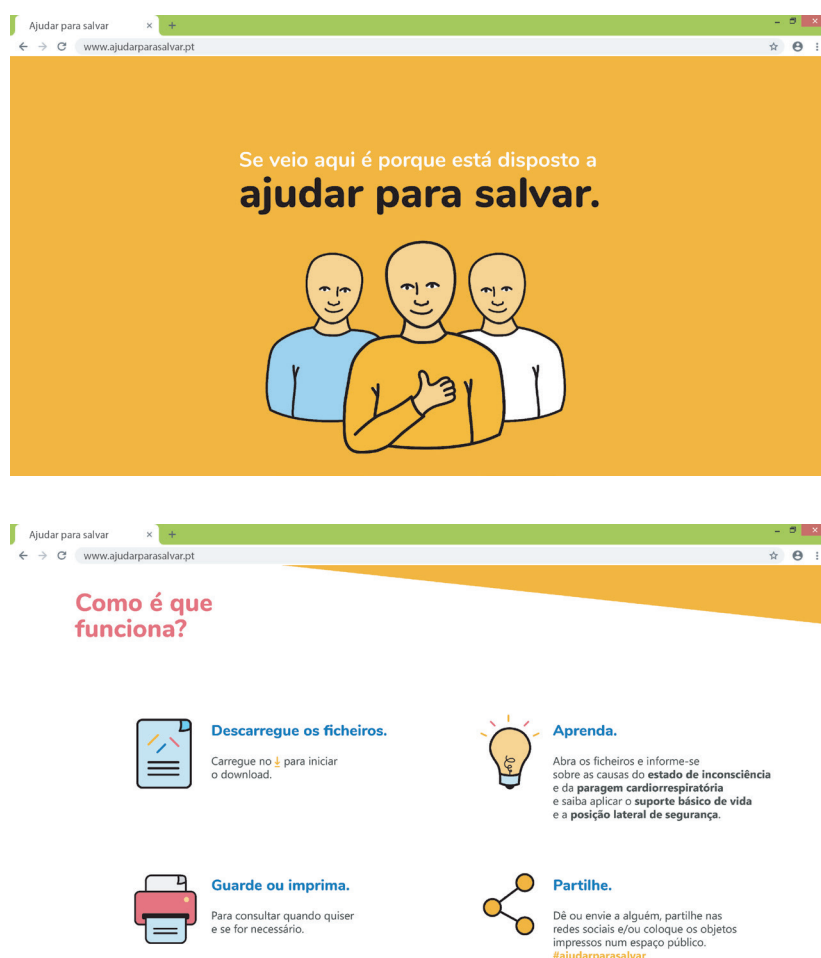 Ajudar para salvar
www.ajudarparasalvar.pt
Se veio aqui é porque está disposto a
ajudar para salvar.
Ajudar para salvar
www.ajudarparasalvar.pt
Como é que
funciona?
Descarregue os ficheiros.
Carregue no para iniciar
o download.
Aprenda.
Abra os ficheiros e informe-se
sobre as causas do estado de inconsciência
e da paragem cardiorrespiratória
e saiba aplicar o suporte básico de vida
e a posição lateral de segurança.
Guarde ou imprima.
Para consultar quando quiser
e se for necessário.
Partilhe.
Dê ou envie a alguém, partilhe nas
redes sociais e/ou coloque os objetos
impressos num espaço público.
#ajudarparasalvar